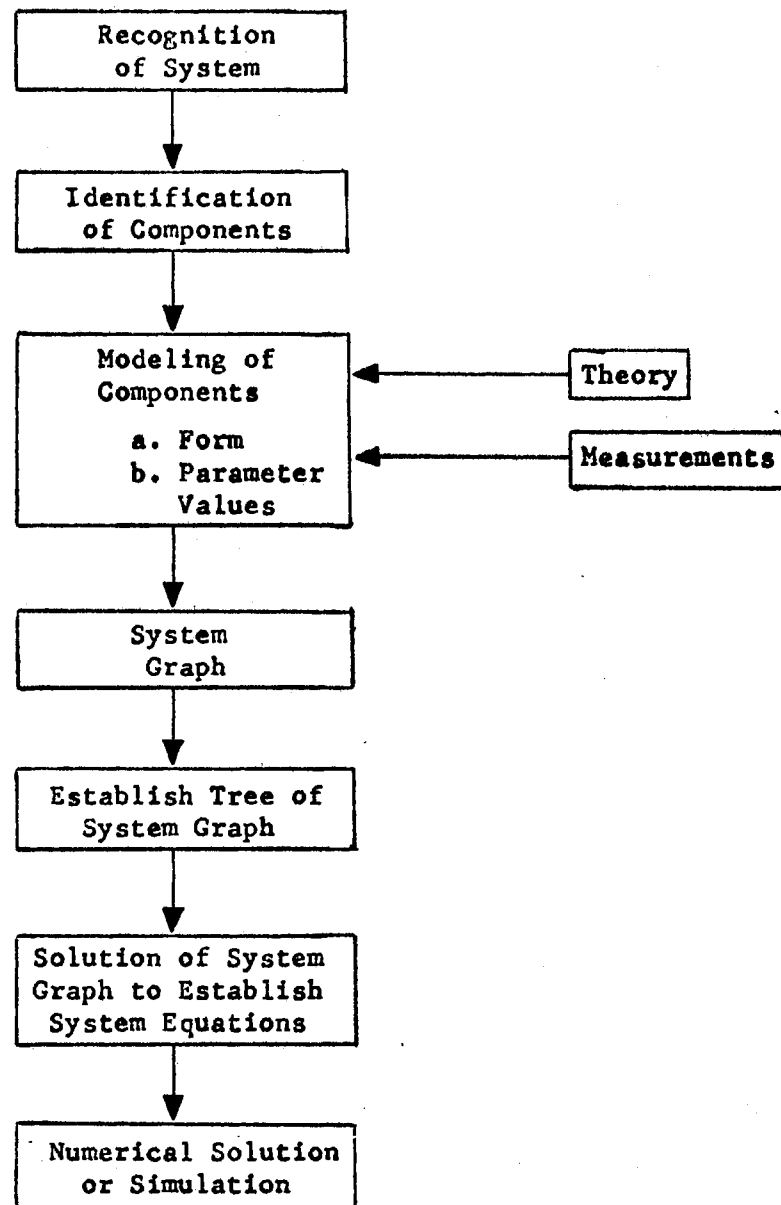 Recognition
of System
Identification
of Components
Modeling of
Components
a. Form
b. Parameter
Values
Theory
Measurements
System
Graph
Establish Tree of
System Graph
Solution of System
Graph to Establish
System Equations
Numerical Solution
or Simulation